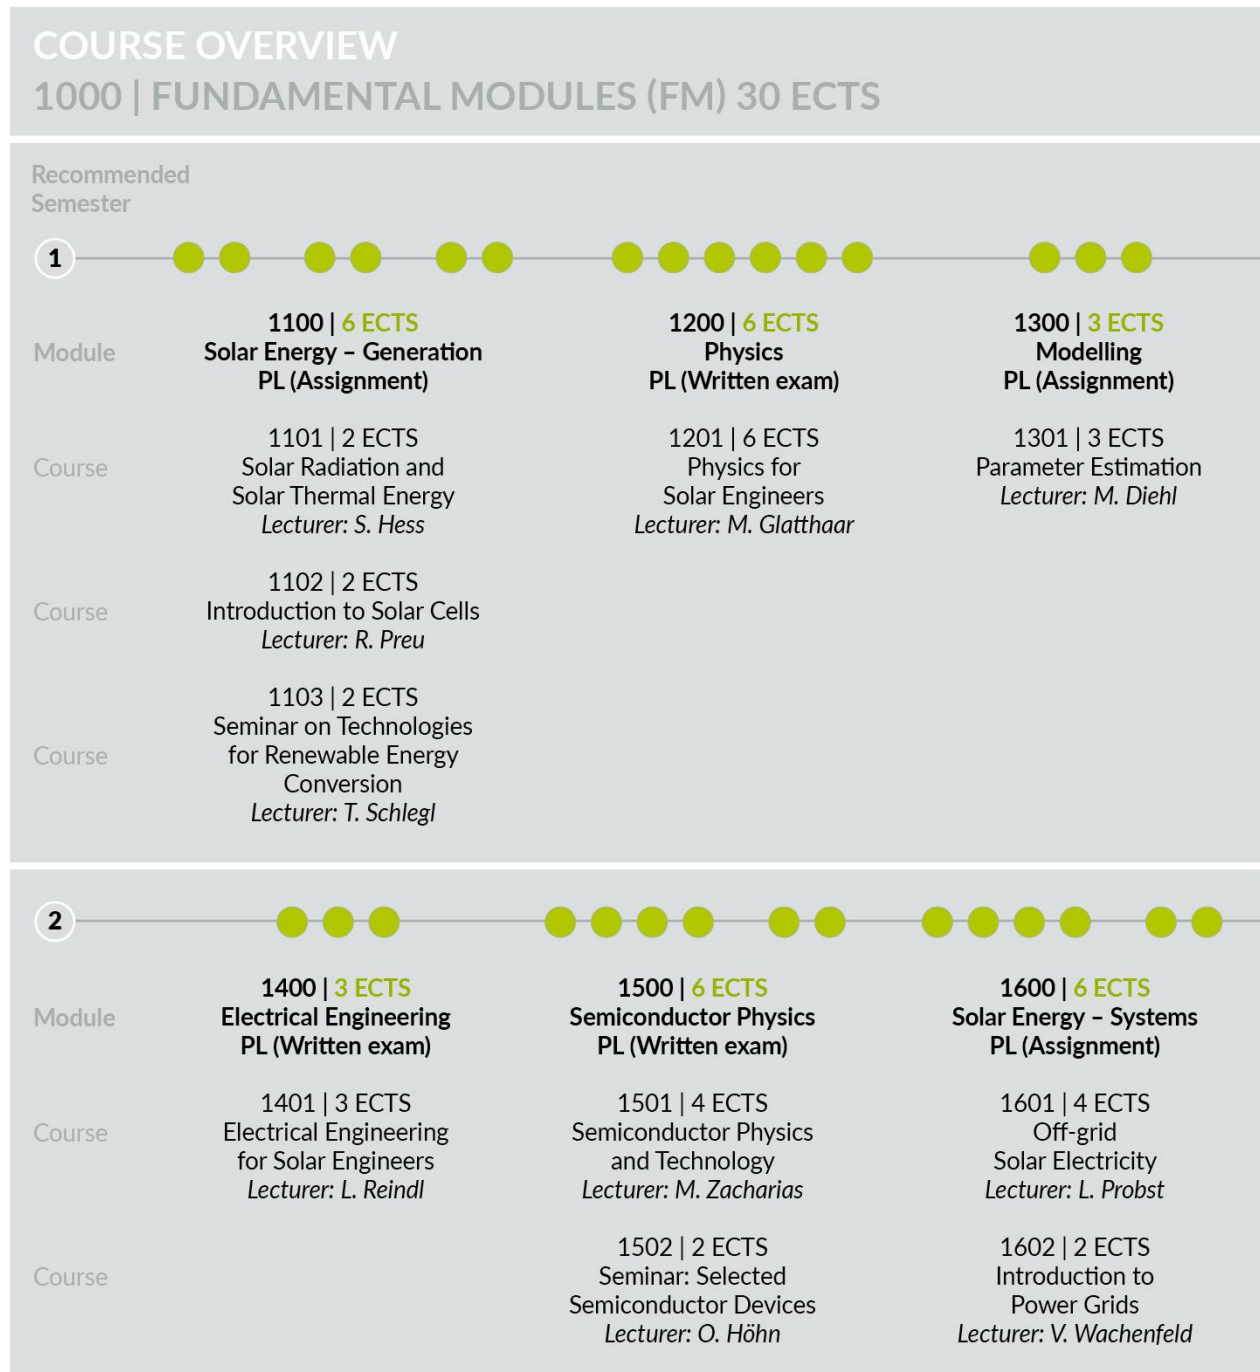 COURSE OVERVIEW
1000 | FUNDAMENTAL MODULES (FM) 30 ECTS
Recommended
Semester
1
Module
1100 | 6 ECTS
Solar Energy – Generation
PL (Assignment)
1200 | 6 ECTS
Physics
PL (Written exam)
1300 | 3 ECTS
Modelling
PL (Assignment)
Course
1101 | 2 ECTS
Solar Radiation and
Solar Thermal Energy
Lecturer: S. Hess
1201 | 6 ECTS
Physics for
Solar Engineers
Lecturer: M. Glatthaar
1301 | 3 ECTS
Parameter Estimation
Lecturer: M. Diehl
Course
1102 | 2 ECTS
Introduction to Solar Cells
Lecturer: R. Preu
Course
1103 | 2 ECTS
Seminar on Technologies
for Renewable Energy
Conversion
Lecturer: T. Schlegl
2
Module
1400 | 3 ECTS
Electrical Engineering
PL (Written exam)
1500 | 6 ECTS
Semiconductor Physics
PL (Written exam)
1600 | 6 ECTS
Solar Energy – Systems
PL (Assignment)
Course
1401 | 3 ECTS
Electrical Engineering
for Solar Engineers
Lecturer: L. Reindl
1501 | 4 ECTS
Semiconductor Physics
and Technology
Lecturer: M. Zacharias
1601 | 4 ECTS
Off-grid
Solar Electricity
Lecturer: L. Probst
Course
1502 | 2 ECTS
Seminar: Selected
Semiconductor Devices
Lecturer: O. Höhn
1602 | 2 ECTS
Introduction to
Power Grids
Lecturer: V. Wachenfeld